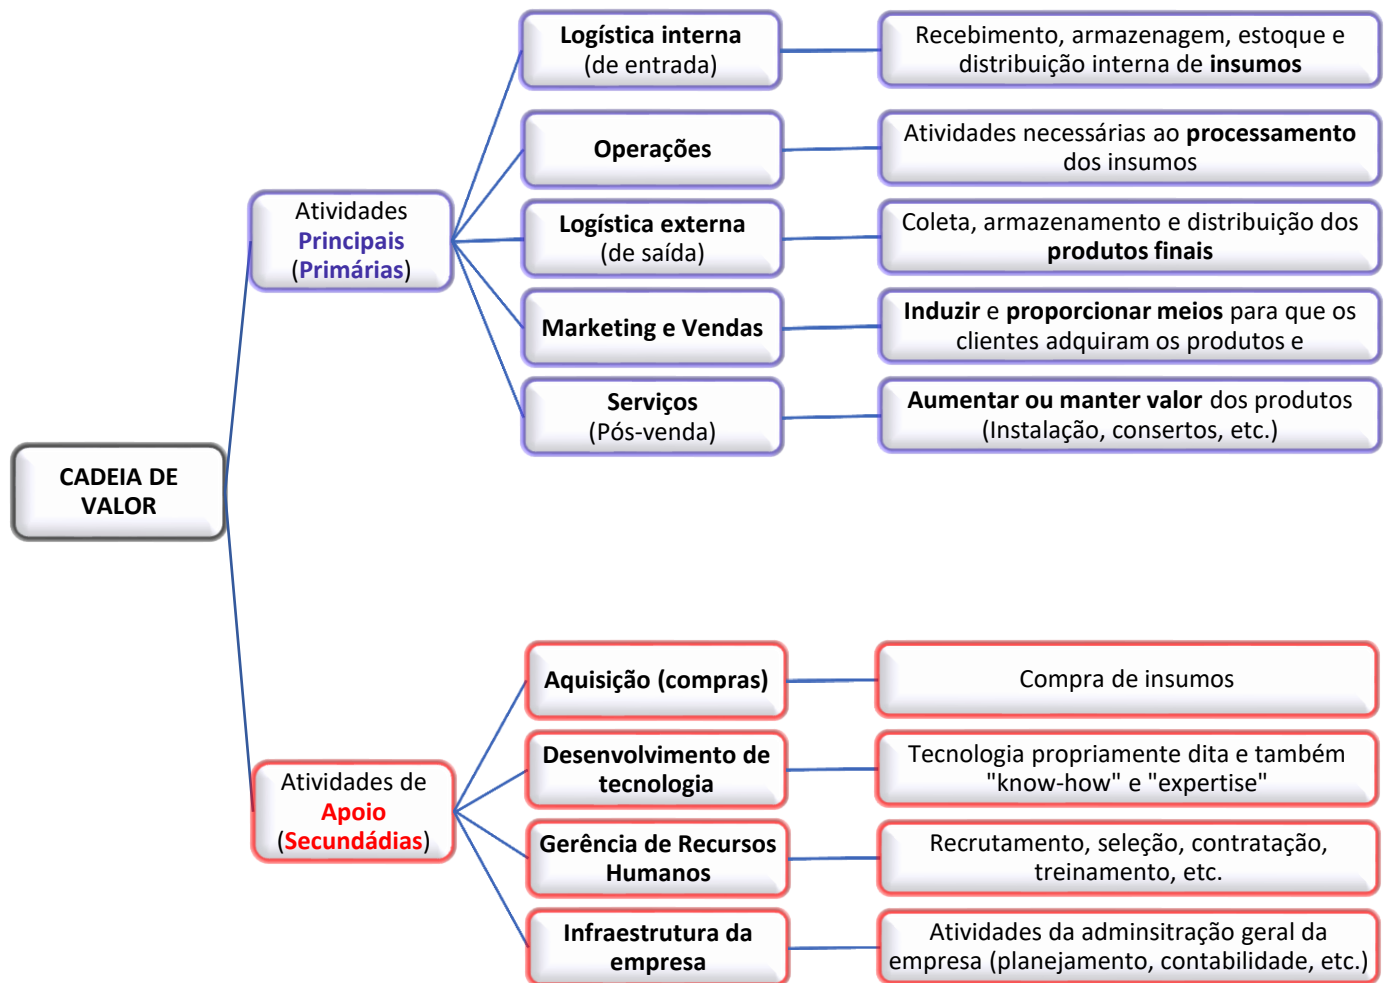 CADEIA DE
VALOR
Atividades
Principais
(Primárias)
Logística interna
(de entrada)
Recebimento, armazenagem, estoque e
distribuição interna de insumos
Operações
Atividades necessárias ao processamento
dos insumos
Logística externa
(de saída)
Coleta, armazenamento e distribuição dos
produtos finais
Marketing e Vendas
Induzir e proporcionar meios para que os
clientes adquiram os produtos e
Serviços
(Pós-venda)
Aumentar ou manter valor dos produtos
(Instalação, consertos, etc.)
Atividades de
Apoio
(Secundádias)
Aquisição (compras)
Compra de insumos
Desenvolvimento de
tecnologia
Tecnologia propriamente dita e também
"know-how" e "expertise"
Gerência de Recursos
Humanos
Recrutamento, seleção, contratação,
treinamento, etc.
Infraestrutura da
empresa
Atividades da adminsitração geral da
empresa (planejamento, contabilidade, etc.)